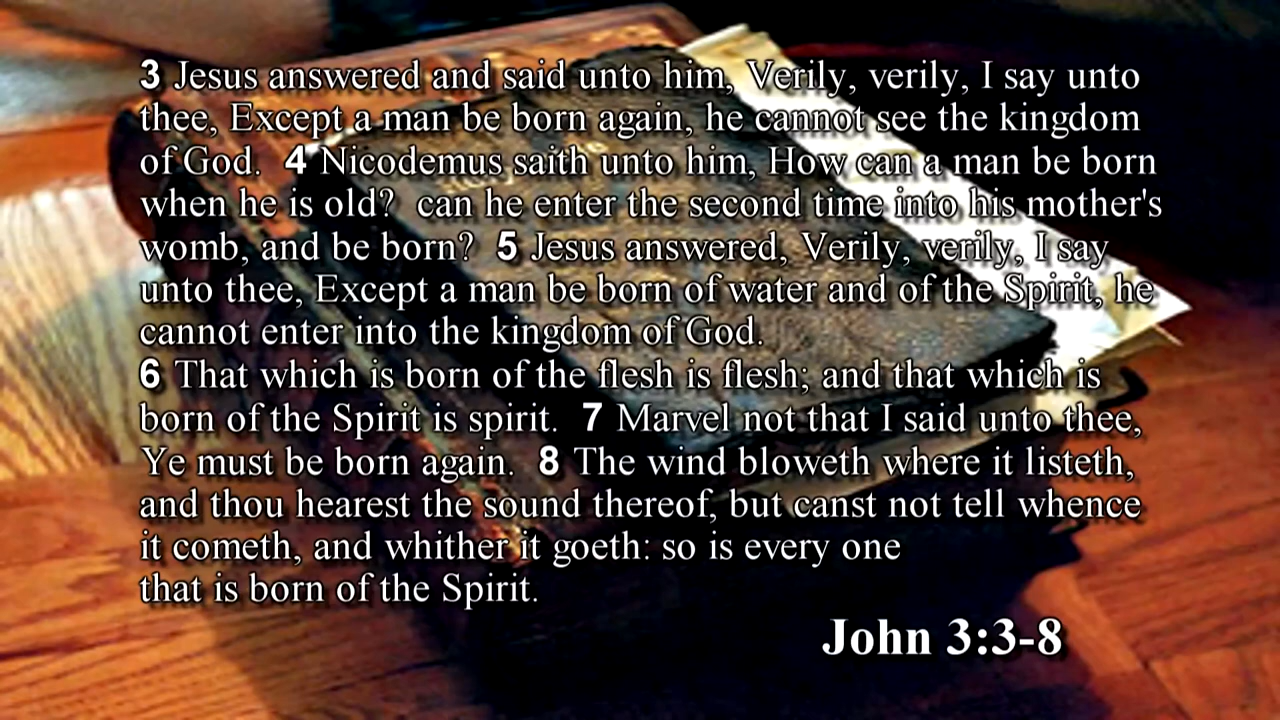 3 Jesus answered and said unto him, Verily, verily, I say unto
thee, Except a man be born again, he cannot see the kingdom
of God. 4 Nicodemus saith unto him, How can a man be born
when he is old? can he enter the second time into his mother's
womb, and be born? 5 Jesus answered, Verily, verily, I say
unto thee, Except a man be born of water and of the Spirit, he
cannot enter into the kingdom of God.
6 That which is born of the flesh is flesh; and that which is
born of the Spirit is spirit. 7 Marvel not that I said unto thee,
Ye must be born again. 8 The wind bloweth where it listeth,
and thou hearest the sound thereof, but canst not tell whence
it cometh, and whither it goeth: so is every one
that is born of the Spirit.
John 3:3-8